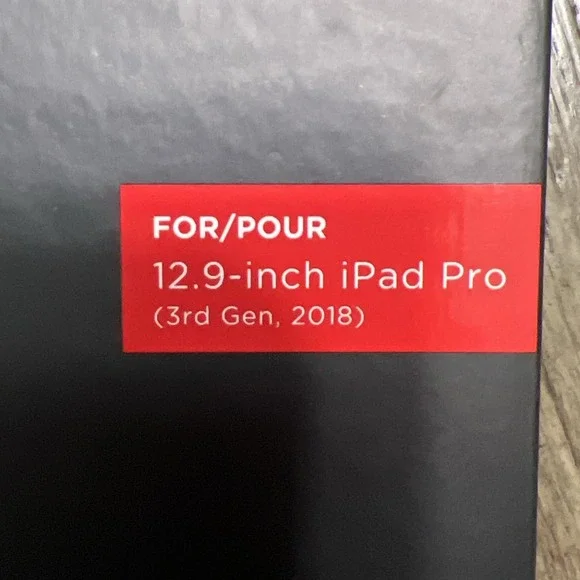 FOR/POUR
12.9-inch iPad Pro
(3rd Gen, 2018)